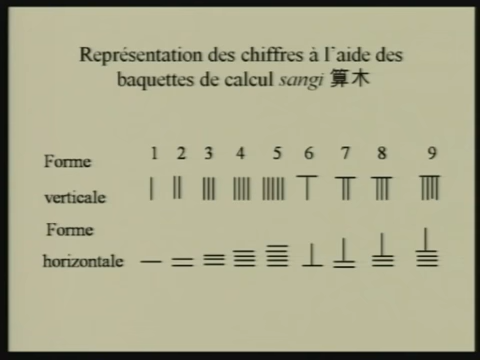 Représentation des chiffres à l'aide des
baquettes de calcul sangi 算木
1 2 3 4 5 6 7 8 9
Forme
verticale
Forme
horizontale